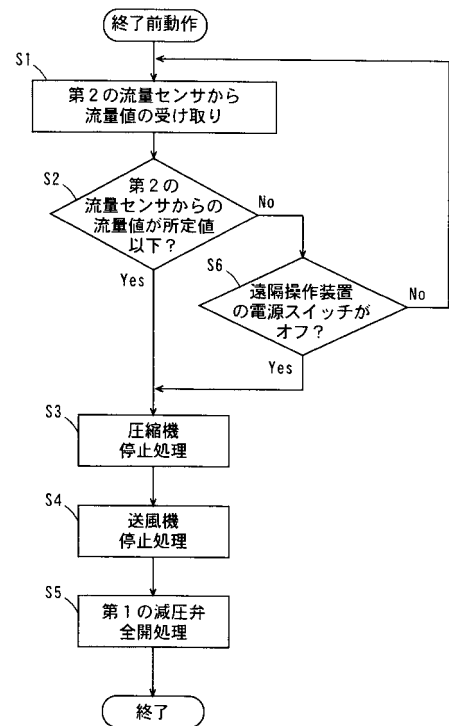 終了前動作
S1
第2の流量センサから
流量値の受け取り
S2
第2の
流量センサからの
流量値が所定値
以下？
No
Yes
S6
遠隔操作装置
の電源スイッチが
オフ？
No
Yes
S3
圧縮機
停止処理
S4
送風機
停止処理
S5
第1の減圧弁
全開処理
終了